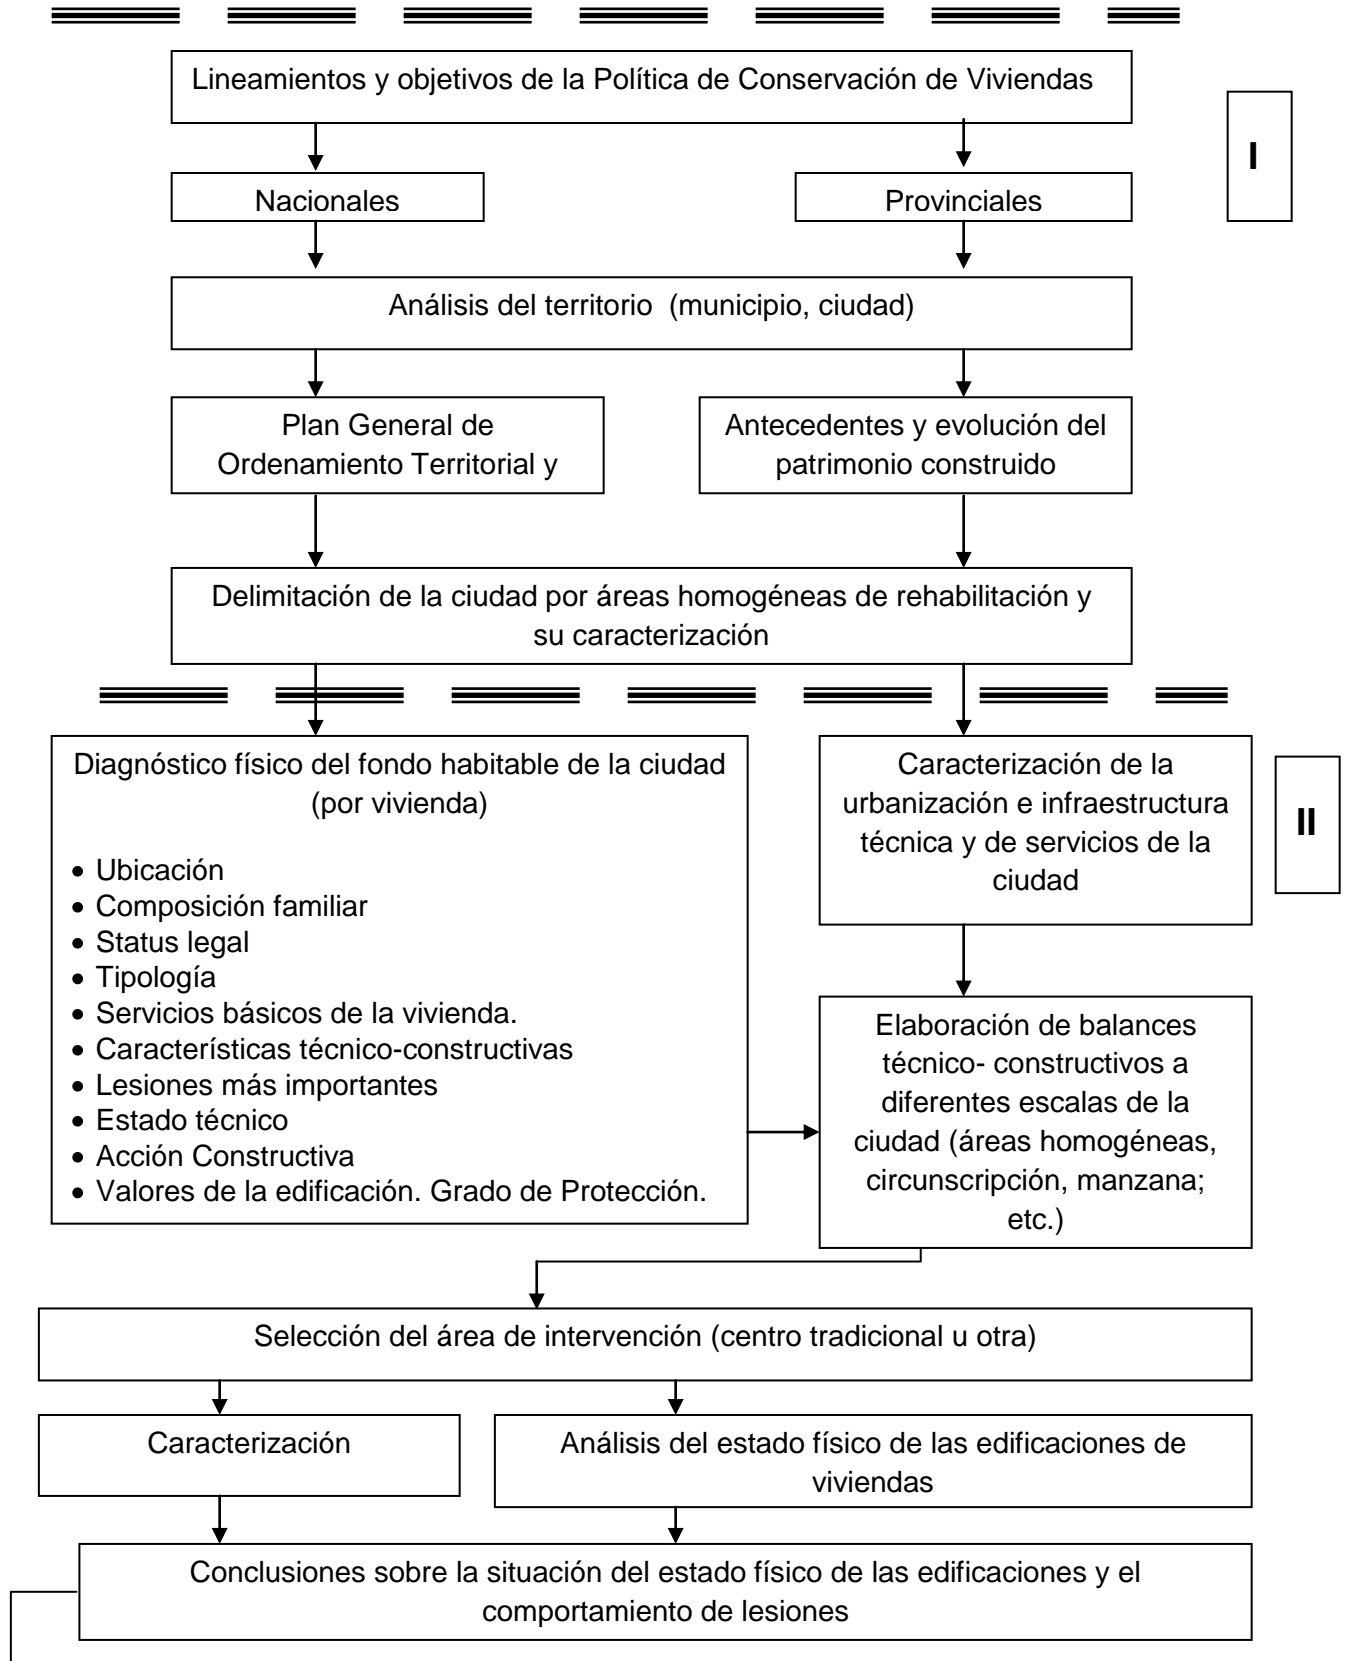 Lineamientos y objetivos de la Política de Conservación de Viviendas
I
Nacionales
Provinciales
Análisis del territorio (municipio, ciudad)
Plan General de
Ordenamiento Territorial y
Antecedentes y evolución del
patrimonio construido
Delimitación de la ciudad por áreas homogéneas de rehabilitación y
su caracterización
Diagnóstico físico del fondo habitable de la ciudad
(por vivienda)
• Ubicación
• Composición familiar
• Status legal
• Tipología
• Servicios básicos de la vivienda.
• Características técnico-constructivas
• Lesiones más importantes
• Estado técnico
• Acción Constructiva
• Valores de la edificación. Grado de Protección.
Caracterización de la
urbanización e infraestructura
técnica y de servicios de la
ciudad
II
Elaboración de balances
técnico- constructivos a
diferentes escalas de la
ciudad (áreas homogéneas,
circunscripción, manzana;
etc.)
Selección del área de intervención (centro tradicional u otra)
Caracterización
Análisis del estado físico de las edificaciones de
viviendas
Conclusiones sobre la situación del estado físico de las edificaciones y el
comportamiento de lesiones